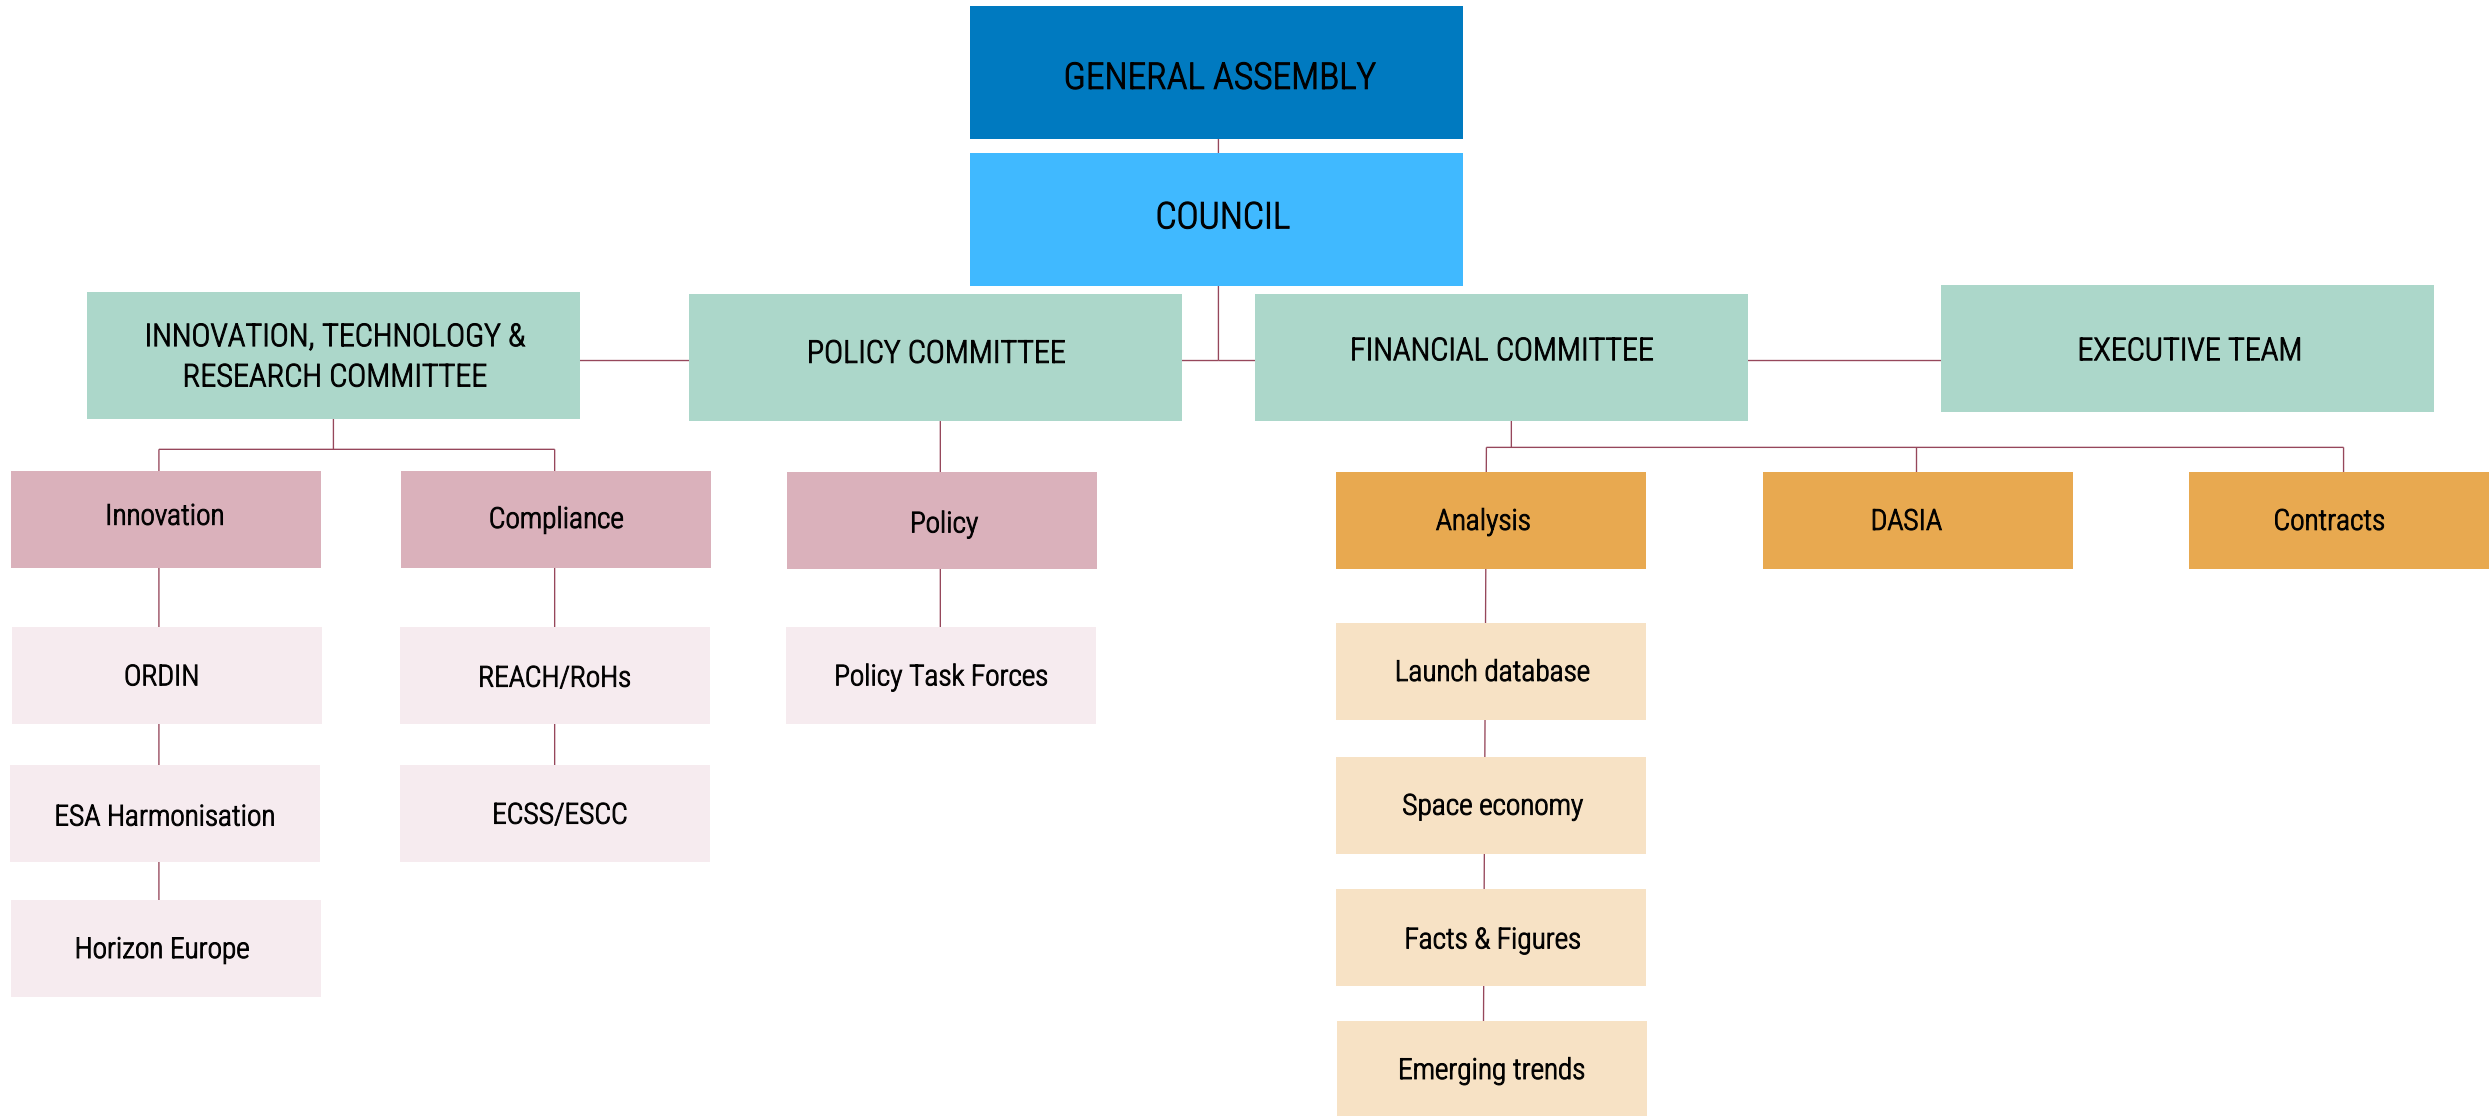 GENERAL ASSEMBLY
COUNCIL
INNOVATION, TECHNOLOGY &
RESEARCH COMMITTEE
POLICY COMMITTEE
FINANCIAL COMMITTEE
EXECUTIVE TEAM
Innovation
Compliance
Policy
Analysis
DASIA
Contracts
ORDIN
REACH/RoHs
Policy Task Forces
Launch database
ESA Harmonisation
ECSS/ESCC
Space economy
Horizon Europe
Facts & Figures
Emerging trends